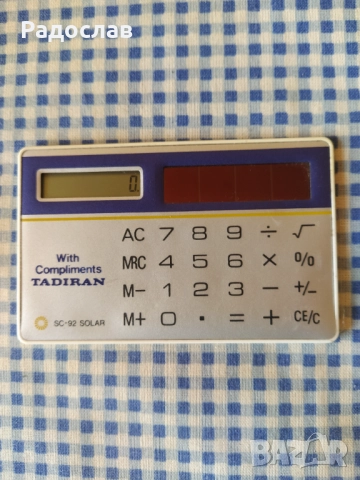 Радослав
0.
With
Compliments
TADIRAN
SC-92 SOLAR
AC 7 8 9 ÷ √
MRC 4 5 6 × %
M- 1 2 3 - +/-
M+ 0 . = + CE/C
BAZAR